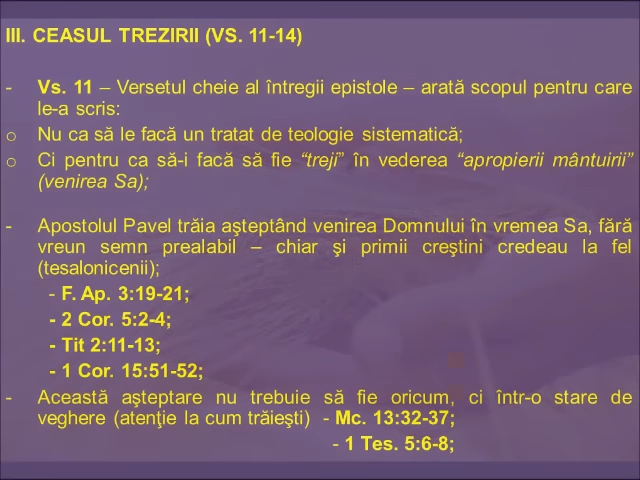 III. CEASUL TREZIRII (VS. 11-14)
- Vs. 11 – Versetul cheie al întregii epistole – arată scopul pentru care
le-a scris:
o Nu ca să le facă un tratat de teologie sistematică;
o Ci pentru ca să-i facă să fie “treji” în vederea “apropierii mântuirii”
(venirea Sa);
- Apostolul Pavel trăia aşteptând venirea Domnului în vremea Sa, fără
vreun semn prealabil – chiar şi primii creştini credeau la fel
(tesalonicenii);
- F. Ap. 3:19-21;
- 2 Cor. 5:2-4;
- Tit 2:11-13;
- 1 Cor. 15:51-52;
- Această aşteptare nu trebuie să fie oricum, ci într-o stare de
veghere (atenţie la cum trăieşti) - Mc. 13:32-37;
- 1 Tes. 5:6-8;